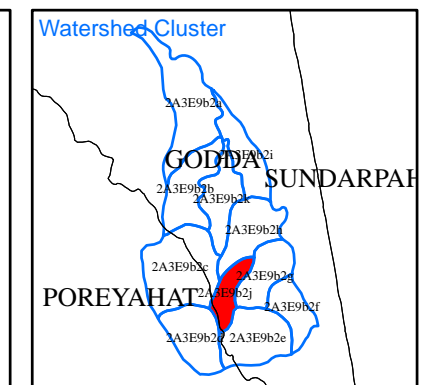 Watershed Cluster
2A3E9b2a
GODDA
2A3E9b2i
SUNDARPAH
2A3E9b2b
2A3E9b2k
2A3E9b2h
2A3E9b2c
2A3E9b2g
POREYAHAT
2A3E9b2j
2A3E9b2f
2A3E9b2d
2A3E9b2e